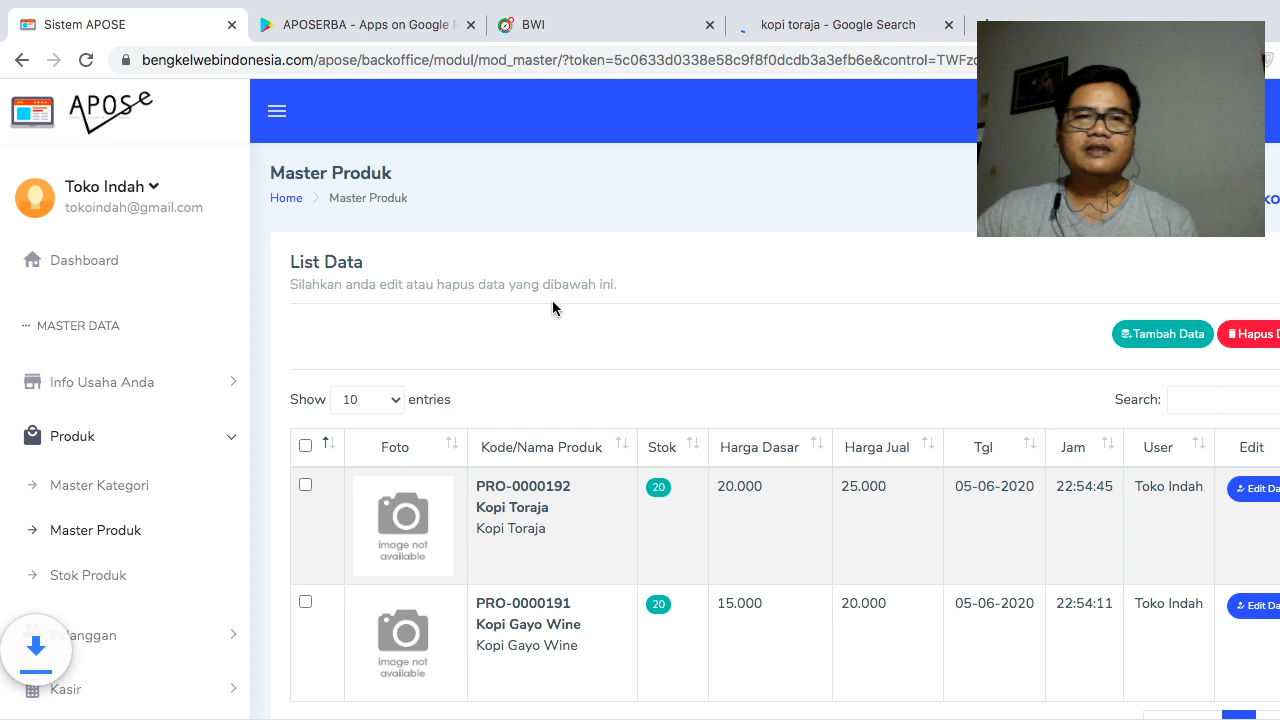 Sistem APOSE
APOSERBA - Apps on Google P
BWI
kopi toraja - Google Search
bengkelwebindonesia.com/apose/backoffice/modul/mod_master/?token=5c0633d0338e58c9f8f0dcdb3a3efb6e&control=TWFzd
APOSe
Toko Indah
tokoindah@gmail.com
Dashboard
··· MASTER DATA
Info Usaha Anda
Produk
Master Kategori
Master Produk
Stok Produk
Pelanggan
Kasir
Master Produk
Home
Master Produk
List Data
Silahkan anda edit atau hapus data yang dibawah ini.
Tambah Data
Hapus D
Show 10 entries
Search:
Foto Kode/Nama Produk Stok Harga Dasar Harga Jual Tgl Jam User Edit
image not
available
PRO-0000192
Kopi Toraja
Kopi Toraja
20 20.000 25.000 05-06-2020 22:54:45 Toko Indah Edit Da
image not
available
PRO-0000191
Kopi Gayo Wine
Kopi Gayo Wine
20 15.000 20.000 05-06-2020 22:54:11 Toko Indah Edit Da